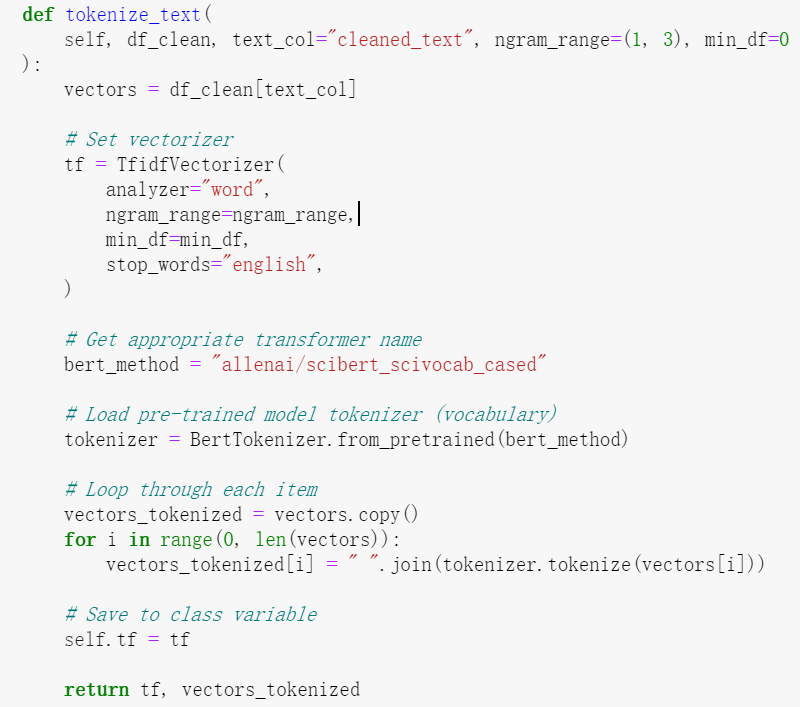 def tokenize_text(
    self, df_clean, text_col="cleaned_text", ngram_range=(1, 3), min_df=0
):
    vectors = df_clean[text_col]

    # Set vectorizer
    tf = TfidfVectorizer(
        analyzer="word",
        ngram_range=ngram_range,
        min_df=min_df,
        stop_words="english",
    )

    # Get appropriate transformer name
    bert_method = "allenai/scibert_scivocab_cased"

    # Load pre-trained model tokenizer (vocabulary)
    tokenizer = BertTokenizer.from_pretrained(bert_method)

    # Loop through each item
    vectors_tokenized = vectors.copy()
    for i in range(0, len(vectors)):
        vectors_tokenized[i] = " ".join(tokenizer.tokenize(vectors[i]))

    # Save to class variable
    self.tf = tf

    return tf, vectors_tokenized